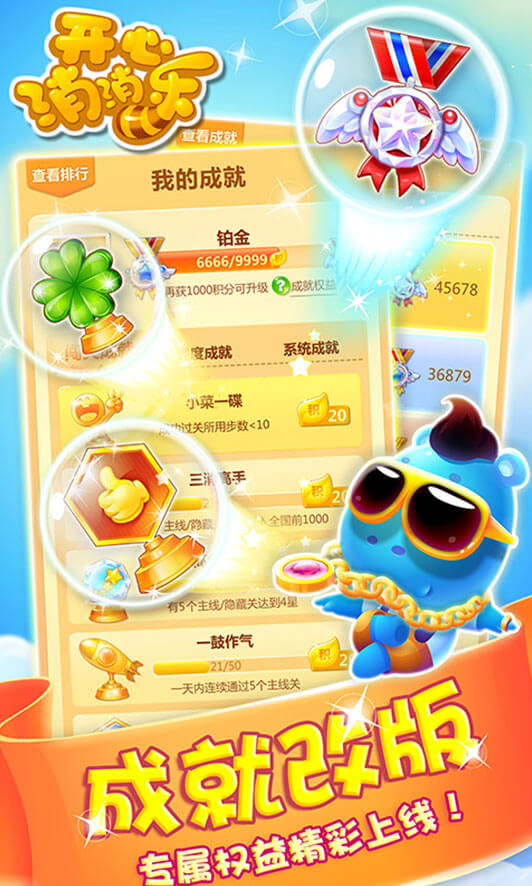 开心
消消乐
查看成就
查看排行
我的成就
铂金
6666/9999
积
再获1000积分可升级
?
成就权益
45678
度成就
系统成就
36879
小菜一碟
积
20
成功过关所用步数<10
三消高手
积
20
主线/隐藏
人全国前1000
有5个主线/隐藏关达到4星
一鼓作气
积
2
21/50
一天内连续通过5个主线关
成就改版
专属权益精彩上线！